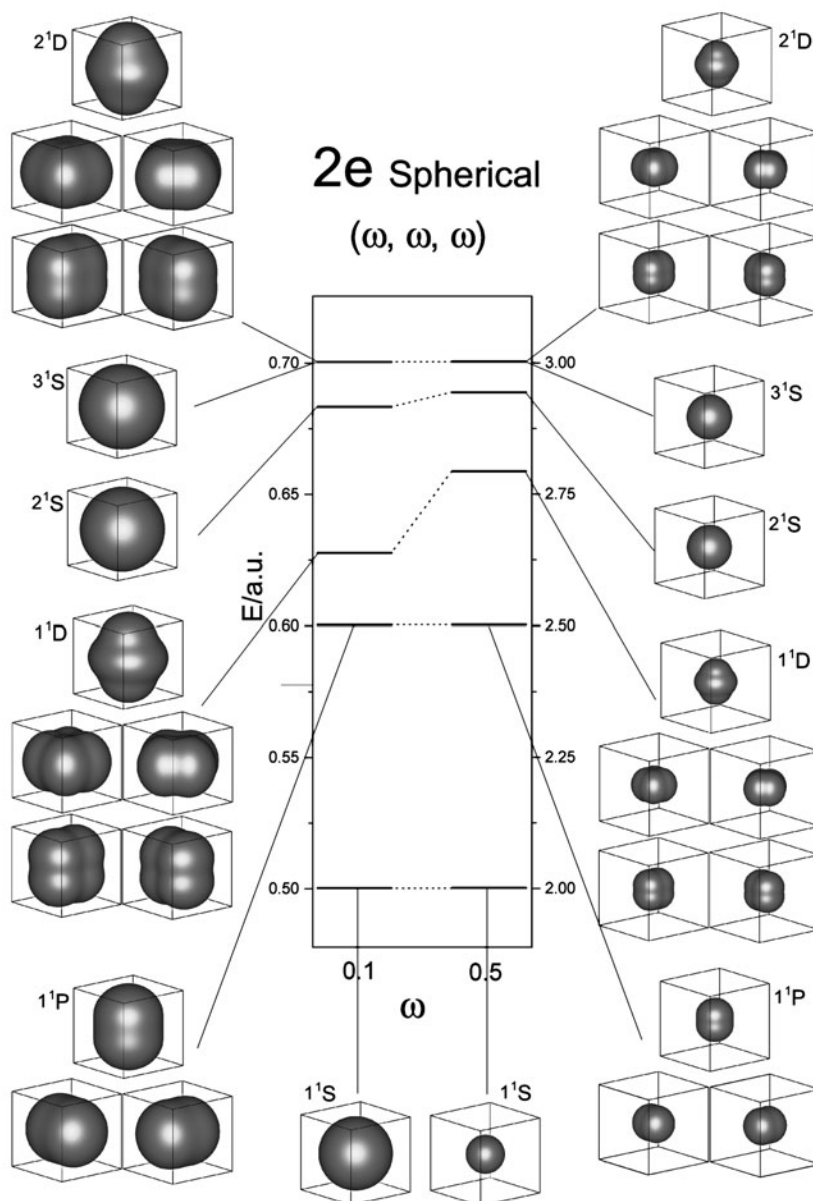 2¹D
2¹D
2e Spherical
(ω, ω, ω)
0.70
3.00
3¹S
3¹S
0.65
2.75
2¹S
2¹S
E/a.u.
0.60
2.50
1¹D
1¹D
0.55
2.25
0.50
2.00
0.1
0.5
ω
1¹P
1¹P
1¹S
1¹S